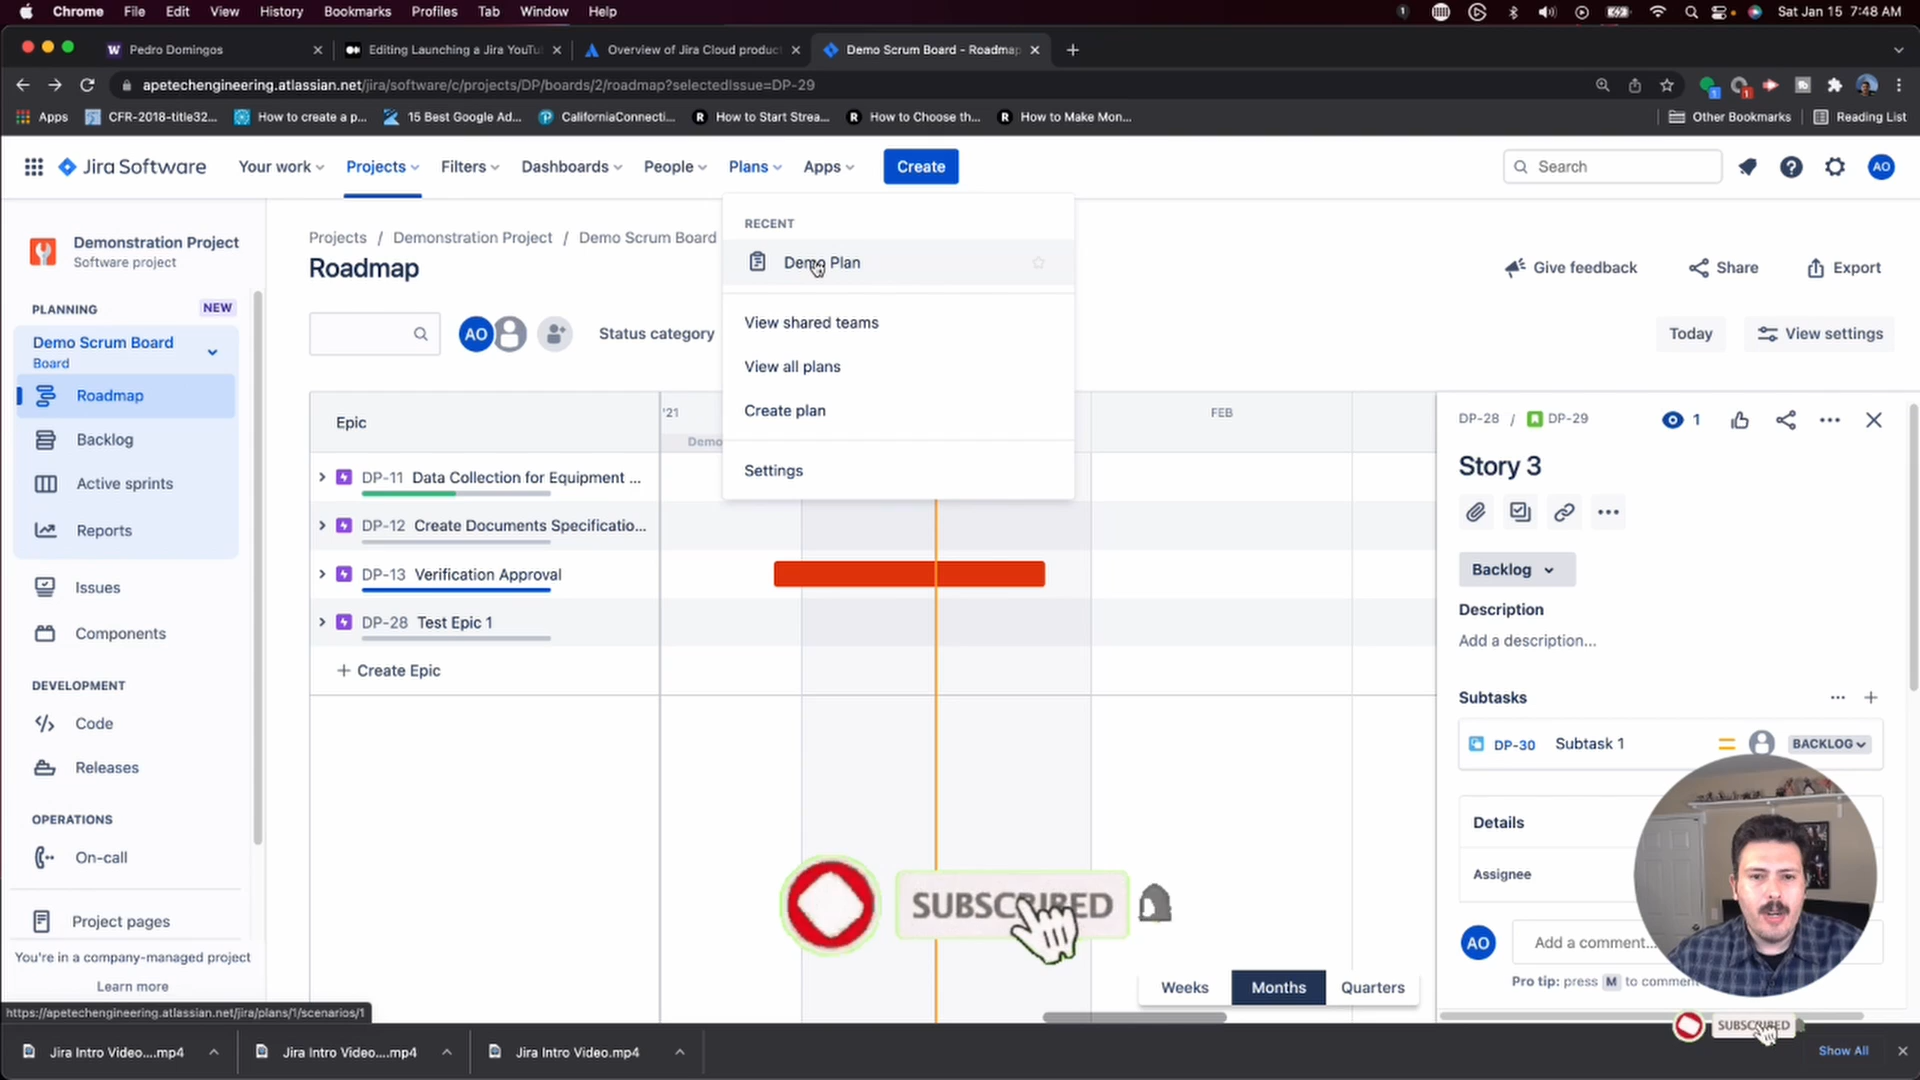 Chrome File Edit View History Bookmarks Profiles Tab Window Help
Sat Jan 15 7:48 AM
Pedro Domingos
Editing Launching a Jira YouTu
Overview of Jira Cloud produc
Demo Scrum Board - Roadmap
apetechengineering.atlassian.net/jira/software/c/projects/DP/boards/2/roadmap?selectedIssue=DP-29
Apps
CFR-2018-title32...
How to create a p...
15 Best Google Ad...
CaliforniaConnecti...
R How to Start Strea...
R How to Choose th...
R How to Make Mon...
Other Bookmarks
Reading List
Jira Software
Your work
Projects
Filters
Dashboards
People
Plans
Apps
Create
Search
AO
Demonstration Project
Software project
PLANNING
NEW
Demo Scrum Board
Board
Roadmap
Backlog
Active sprints
Reports
Issues
Components
DEVELOPMENT
Code
Releases
OPERATIONS
On-call
Project pages
You're in a company-managed project
Learn more
https://apetechengineering.atlassian.net/jira/plans/1/scenarios/1
Projects / Demonstration Project / Demo Scrum Board
Roadmap
Give feedback
Share
Export
AO
Status category
Today
View settings
RECENT
Demo Plan
View shared teams
View all plans
Create plan
Settings
Epic
'21
FEB
Demo
DP-11 Data Collection for Equipment ...
DP-12 Create Documents Specificatio...
DP-13 Verification Approval
DP-28 Test Epic 1
+ Create Epic
Weeks
Months
Quarters
DP-28 / DP-29
1
Story 3
Backlog
Description
Add a description...
Subtasks
DP-30 Subtask 1
BACKLOG
Details
Assignee
AO
Add a comment...
Pro tip: press M to comment
SUBSCRIBED
SUBSCRIBED
Jira Intro Video....mp4
Jira Intro Video....mp4
Jira Intro Video.mp4
Show All